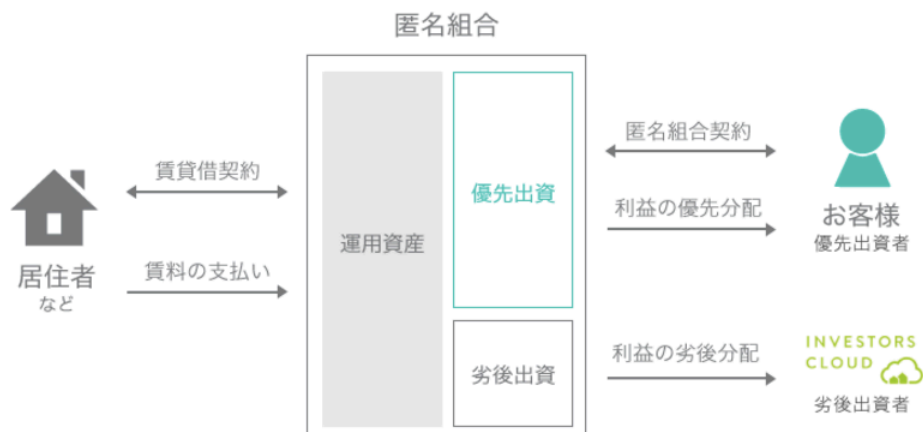 匿名組合
賃貸借契約
居住者
など
賃料の支払い
運用資産
優先出資
劣後出資
匿名組合契約
利益の優先分配
お客様
優先出資者
利益の劣後分配
INVESTORS
CLOUD
劣後出資者